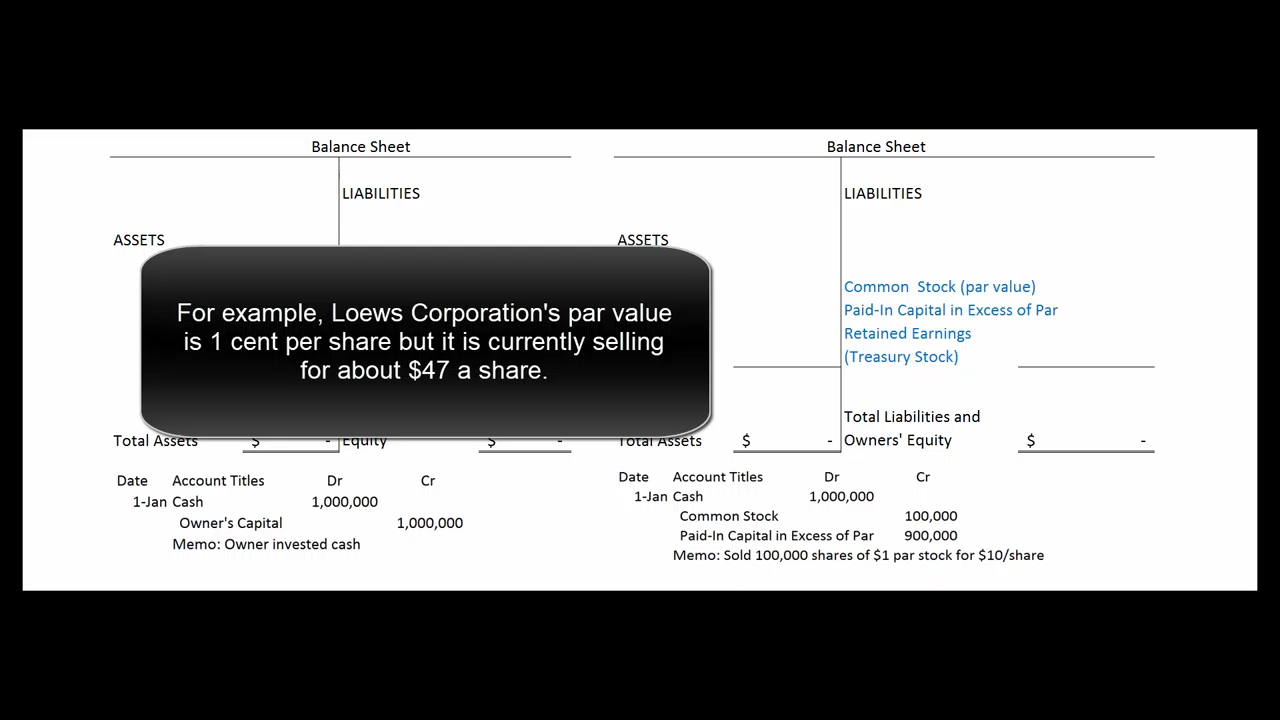 Balance Sheet
LIABILITIES
ASSETS
For example, Loews Corporation's par value
is 1 cent per share but it is currently selling
for about $47 a share.
Total Assets $ - Equity $ -
Date Account Titles Dr Cr
1-Jan Cash 1,000,000
Owner's Capital 1,000,000
Memo: Owner invested cash
Balance Sheet
LIABILITIES
ASSETS
Common Stock (par value)
Paid-In Capital in Excess of Par
Retained Earnings
(Treasury Stock)
Total Liabilities and
Total Assets $ - Owners' Equity $ -
Date Account Titles Dr Cr
1-Jan Cash 1,000,000
Common Stock 100,000
Paid-In Capital in Excess of Par 900,000
Memo: Sold 100,000 shares of $1 par stock for $10/share